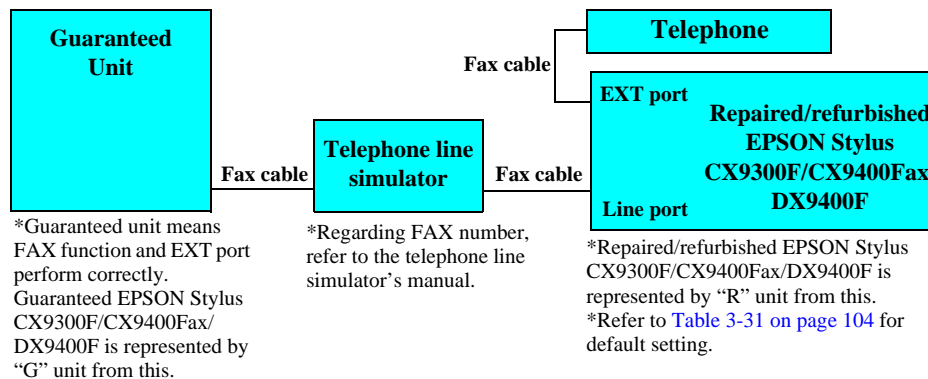 Guaranteed
Unit
Telephone
Fax cable
EXT port
Repaired/refurbished
EPSON Stylus
CX9300F/CX9400Fax/
DX9400F
Line port
Telephone line
simulator
Fax cable
Fax cable
*Guaranteed unit means
FAX function and EXT port
perform correctly.
Guaranteed EPSON Stylus
CX9300F/CX9400Fax/
DX9400F is represented by
“G” unit from this.
*Regarding FAX number,
refer to the telephone line
simulator’s manual.
*Repaired/refurbished EPSON Stylus
CX9300F/CX9400Fax/DX9400F is
represented by “R” unit from this.
*Refer to Table 3-31 on page 104 for
default setting.